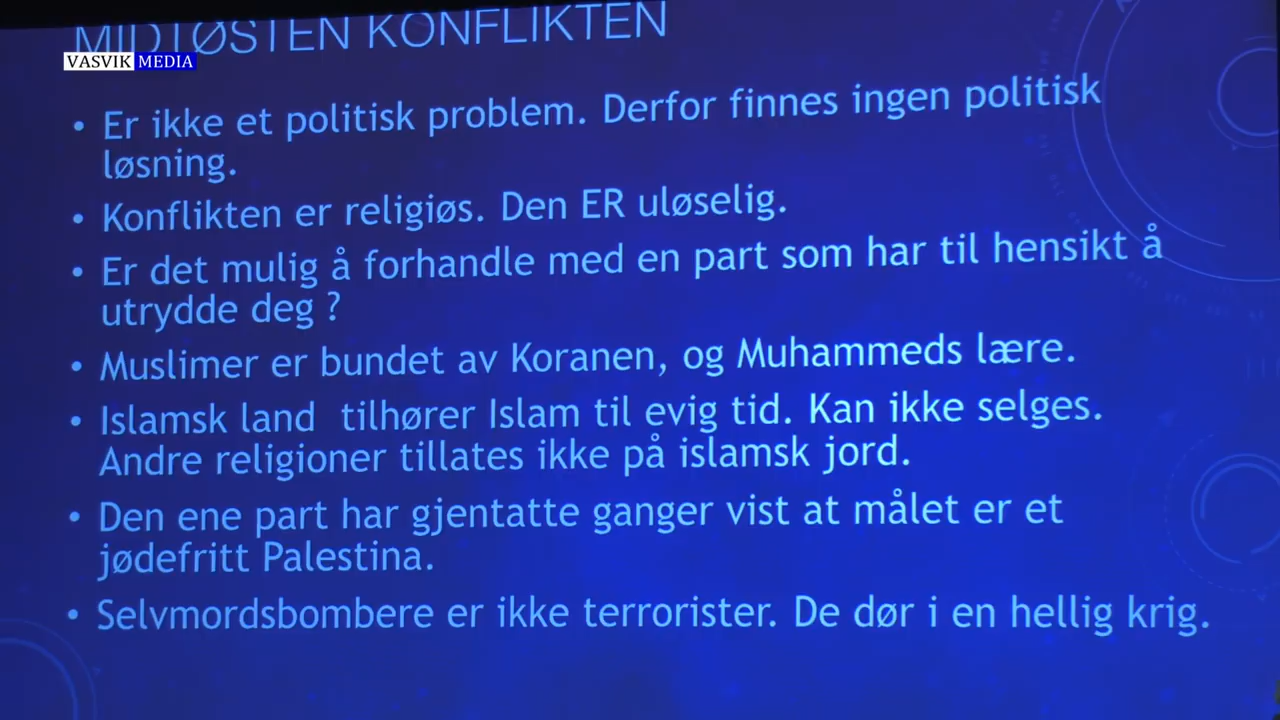 MIDTØSTEN KONFLIKTEN
VASVIK MEDIA
• Er ikke et politisk problem. Derfor finnes ingen politisk
løsning.
• Konflikten er religiøs. Den ER uløselig.
• Er det mulig å forhandle med en part som har til hensikt å
utrydde deg ?
• Muslimer er bundet av Koranen, og Muhammeds lære.
• Islamsk land tilhører Islam til evig tid. Kan ikke selges.
Andre religioner tillates ikke på islamsk jord.
• Den ene part har gjentatte ganger vist at målet er et
jødefritt Palestina.
• Selvmordsbombere er ikke terrorister. De dør i en hellig krig.